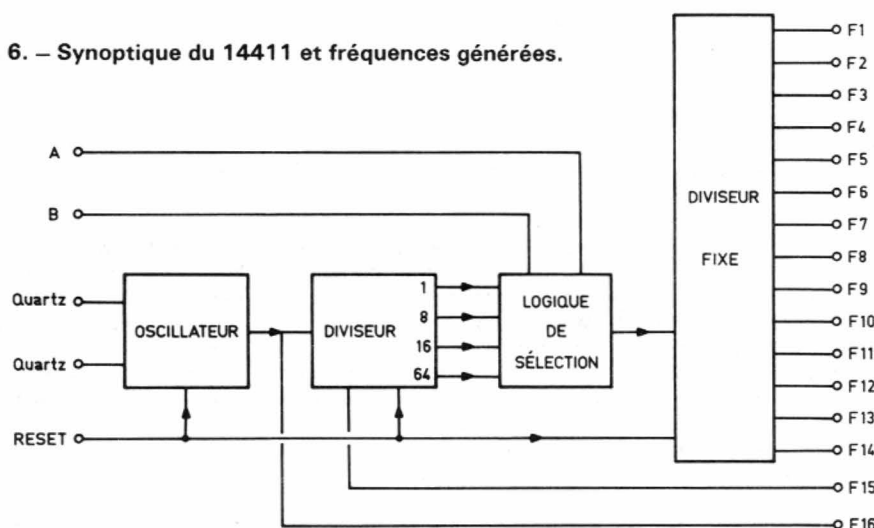 6. – Synoptique du 14411 et fréquences générées.
A
B
Quartz
Quartz
RESET
OSCILLATEUR
DIVISEUR
1
8
16
64
LOGIQUE
DE
SÉLECTION
DIVISEUR
FIXE
F1
F2
F3
F4
F5
F6
F7
F8
F9
F10
F11
F12
F13
F14
F15
F16